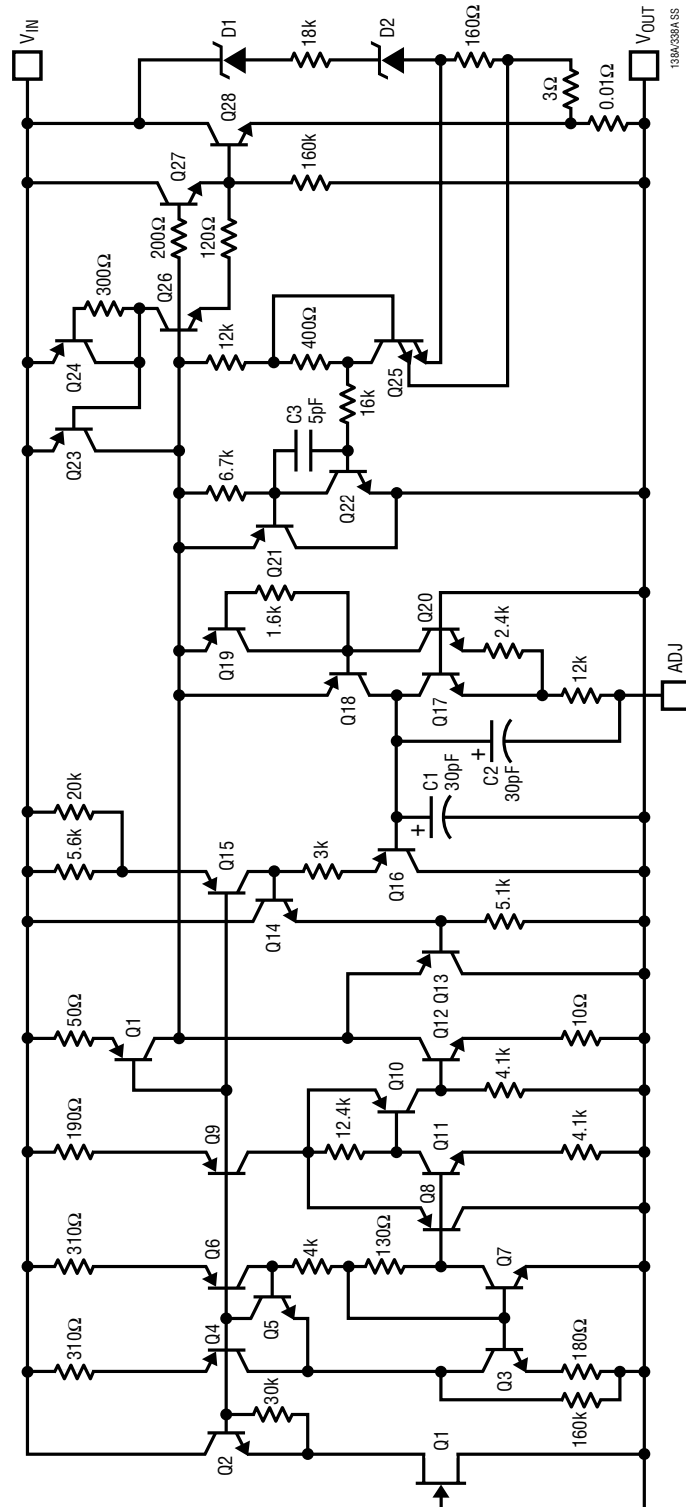 310Ω
310Ω
190Ω
50Ω
5.6k
20k
V_IN
Q24
300Ω
Q23
Q1
Q26
200Ω
Q27
Q2
Q4
Q6
Q9
Q15
120Ω
Q28
D1
30k
Q5
Q14
Q19
6.7k
12k
18k
4k
12.4k
3k
1.6k
Q21
C3
5pF
400Ω
160k
130Ω
Q8
Q10
Q18
Q22
16k
Q25
D2
Q11
Q16
Q1
Q3
Q7
Q12
Q13
C1
30pF
C2
30pF
Q17
Q20
2.4k
160Ω
160k
180Ω
4.1k
4.1k
10Ω
5.1k
12k
3Ω
0.01Ω
V_OUT
ADJ
138A/338A SS